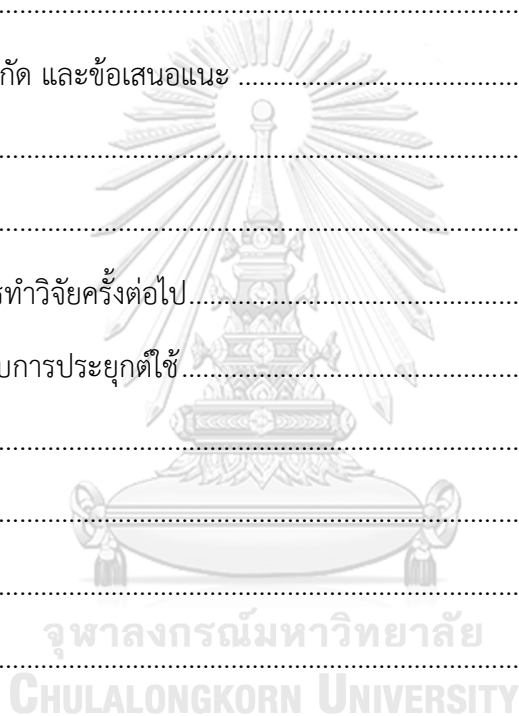 ................................................................
กัด และข้อเสนอแนะ ...................................
................................................................
................................................................
รทำวิจัยครั้งต่อไป..........................................
บการประยุกต์ใช้...........................................
................................................................
................................................................
................................................................
จุฬาลงกรณ์มหาวิทยาลัย
................................................................
CHULALONGKORN UNIVERSITY